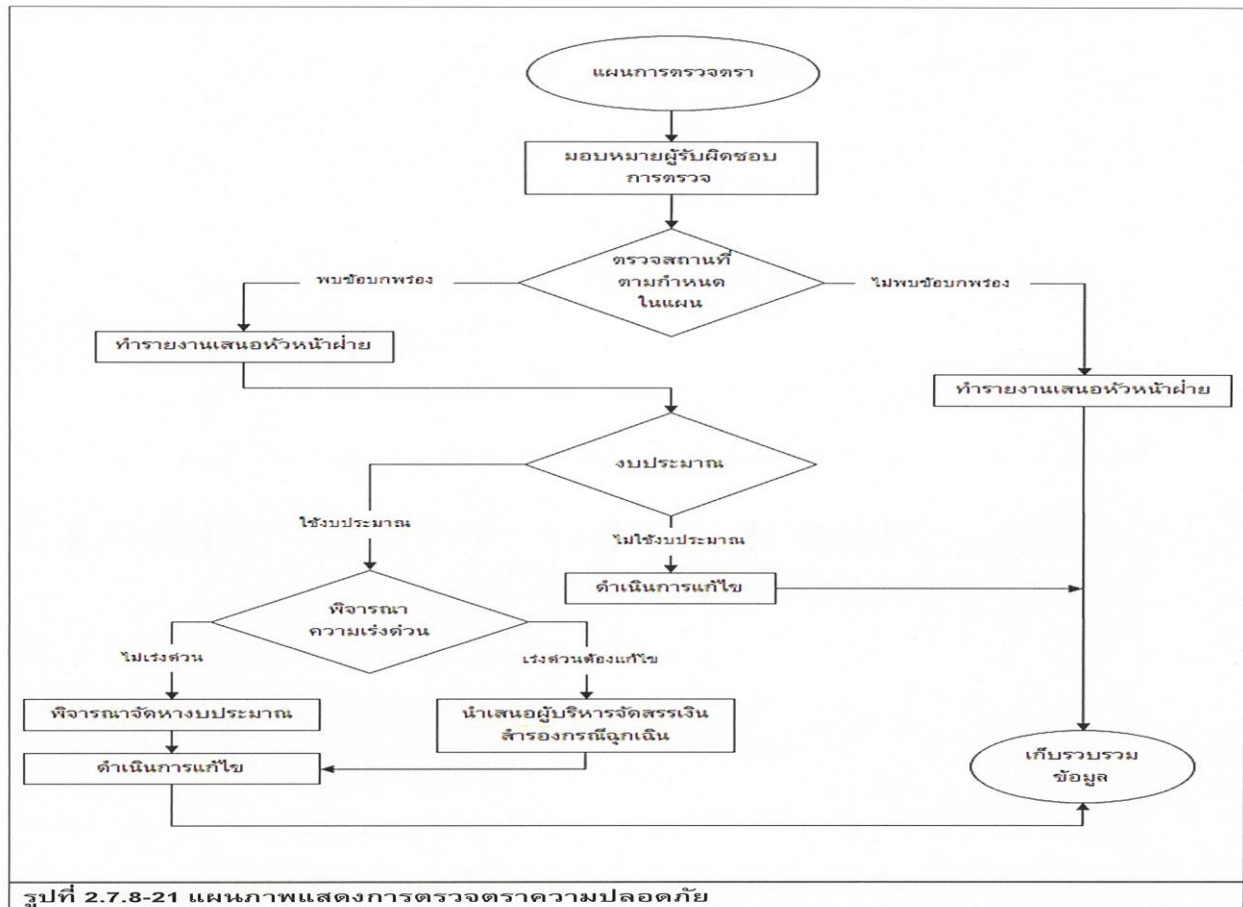 แผนการตรวจตรา
มอบหมายผู้รับผิดชอบ
การตรวจ
ตรวจสถานที่
ตามกำหนด
ในแผน
พบข้อบกพร่อง
ไม่พบข้อบกพร่อง
ทำรายงานเสนอหัวหน้าฝ่าย
ทำรายงานเสนอหัวหน้าฝ่าย
งบประมาณ
ใช้งบประมาณ
ไม่ใช้งบประมาณ
ดำเนินการแก้ไข
พิจารณา
ความเร่งด่วน
ไม่เร่งด่วน
เร่งด่วนต้องแก้ไข
พิจารณาจัดหางบประมาณ
นำเสนอผู้บริหารจัดสรรเงิน
สำรองกรณีฉุกเฉิน
ดำเนินการแก้ไข
เก็บรวบรวม
ข้อมูล
รูปที่ 2.7.8-21 แผนภาพแสดงการตรวจตราความปลอดภัย